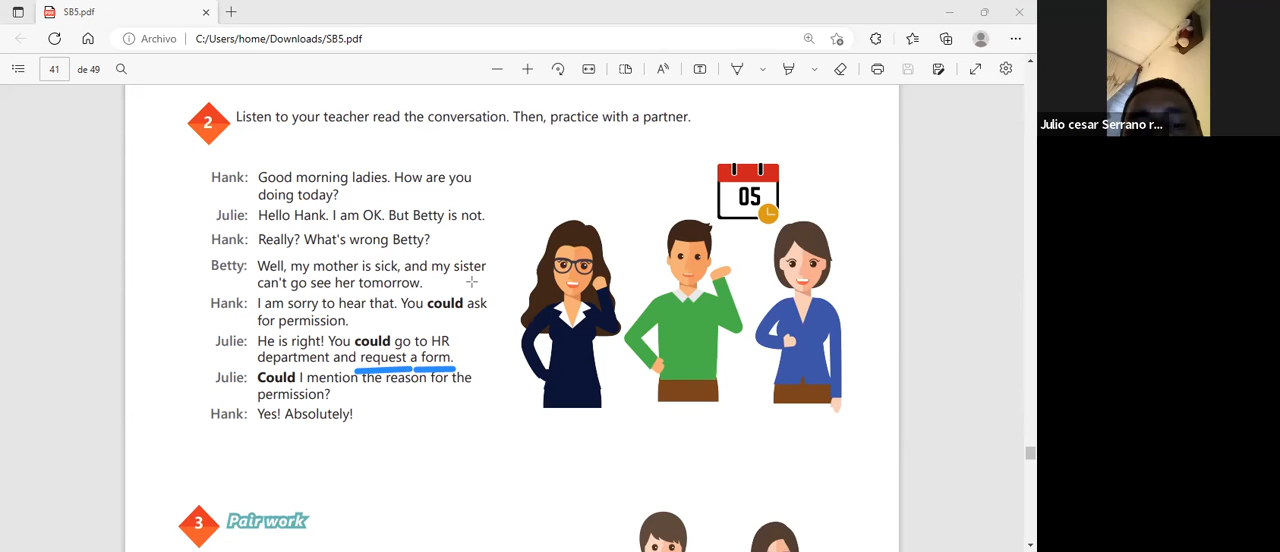 SB5.pdf
Archivo
C:/Users/home/Downloads/SB5.pdf
41
de 49
2
Listen to your teacher read the conversation. Then, practice with a partner.
05
Hank: Good morning ladies. How are you
doing today?
Julie: Hello Hank. I am OK. But Betty is not.
Hank: Really? What's wrong Betty?
Betty: Well, my mother is sick, and my sister
can't go see her tomorrow.
Hank: I am sorry to hear that. You could ask
for permission.
Julie: He is right! You could go to HR
department and request a form.
Julie: Could I mention the reason for the
permission?
Hank: Yes! Absolutely!
3
Pair work
Julio cesar Serrano r...